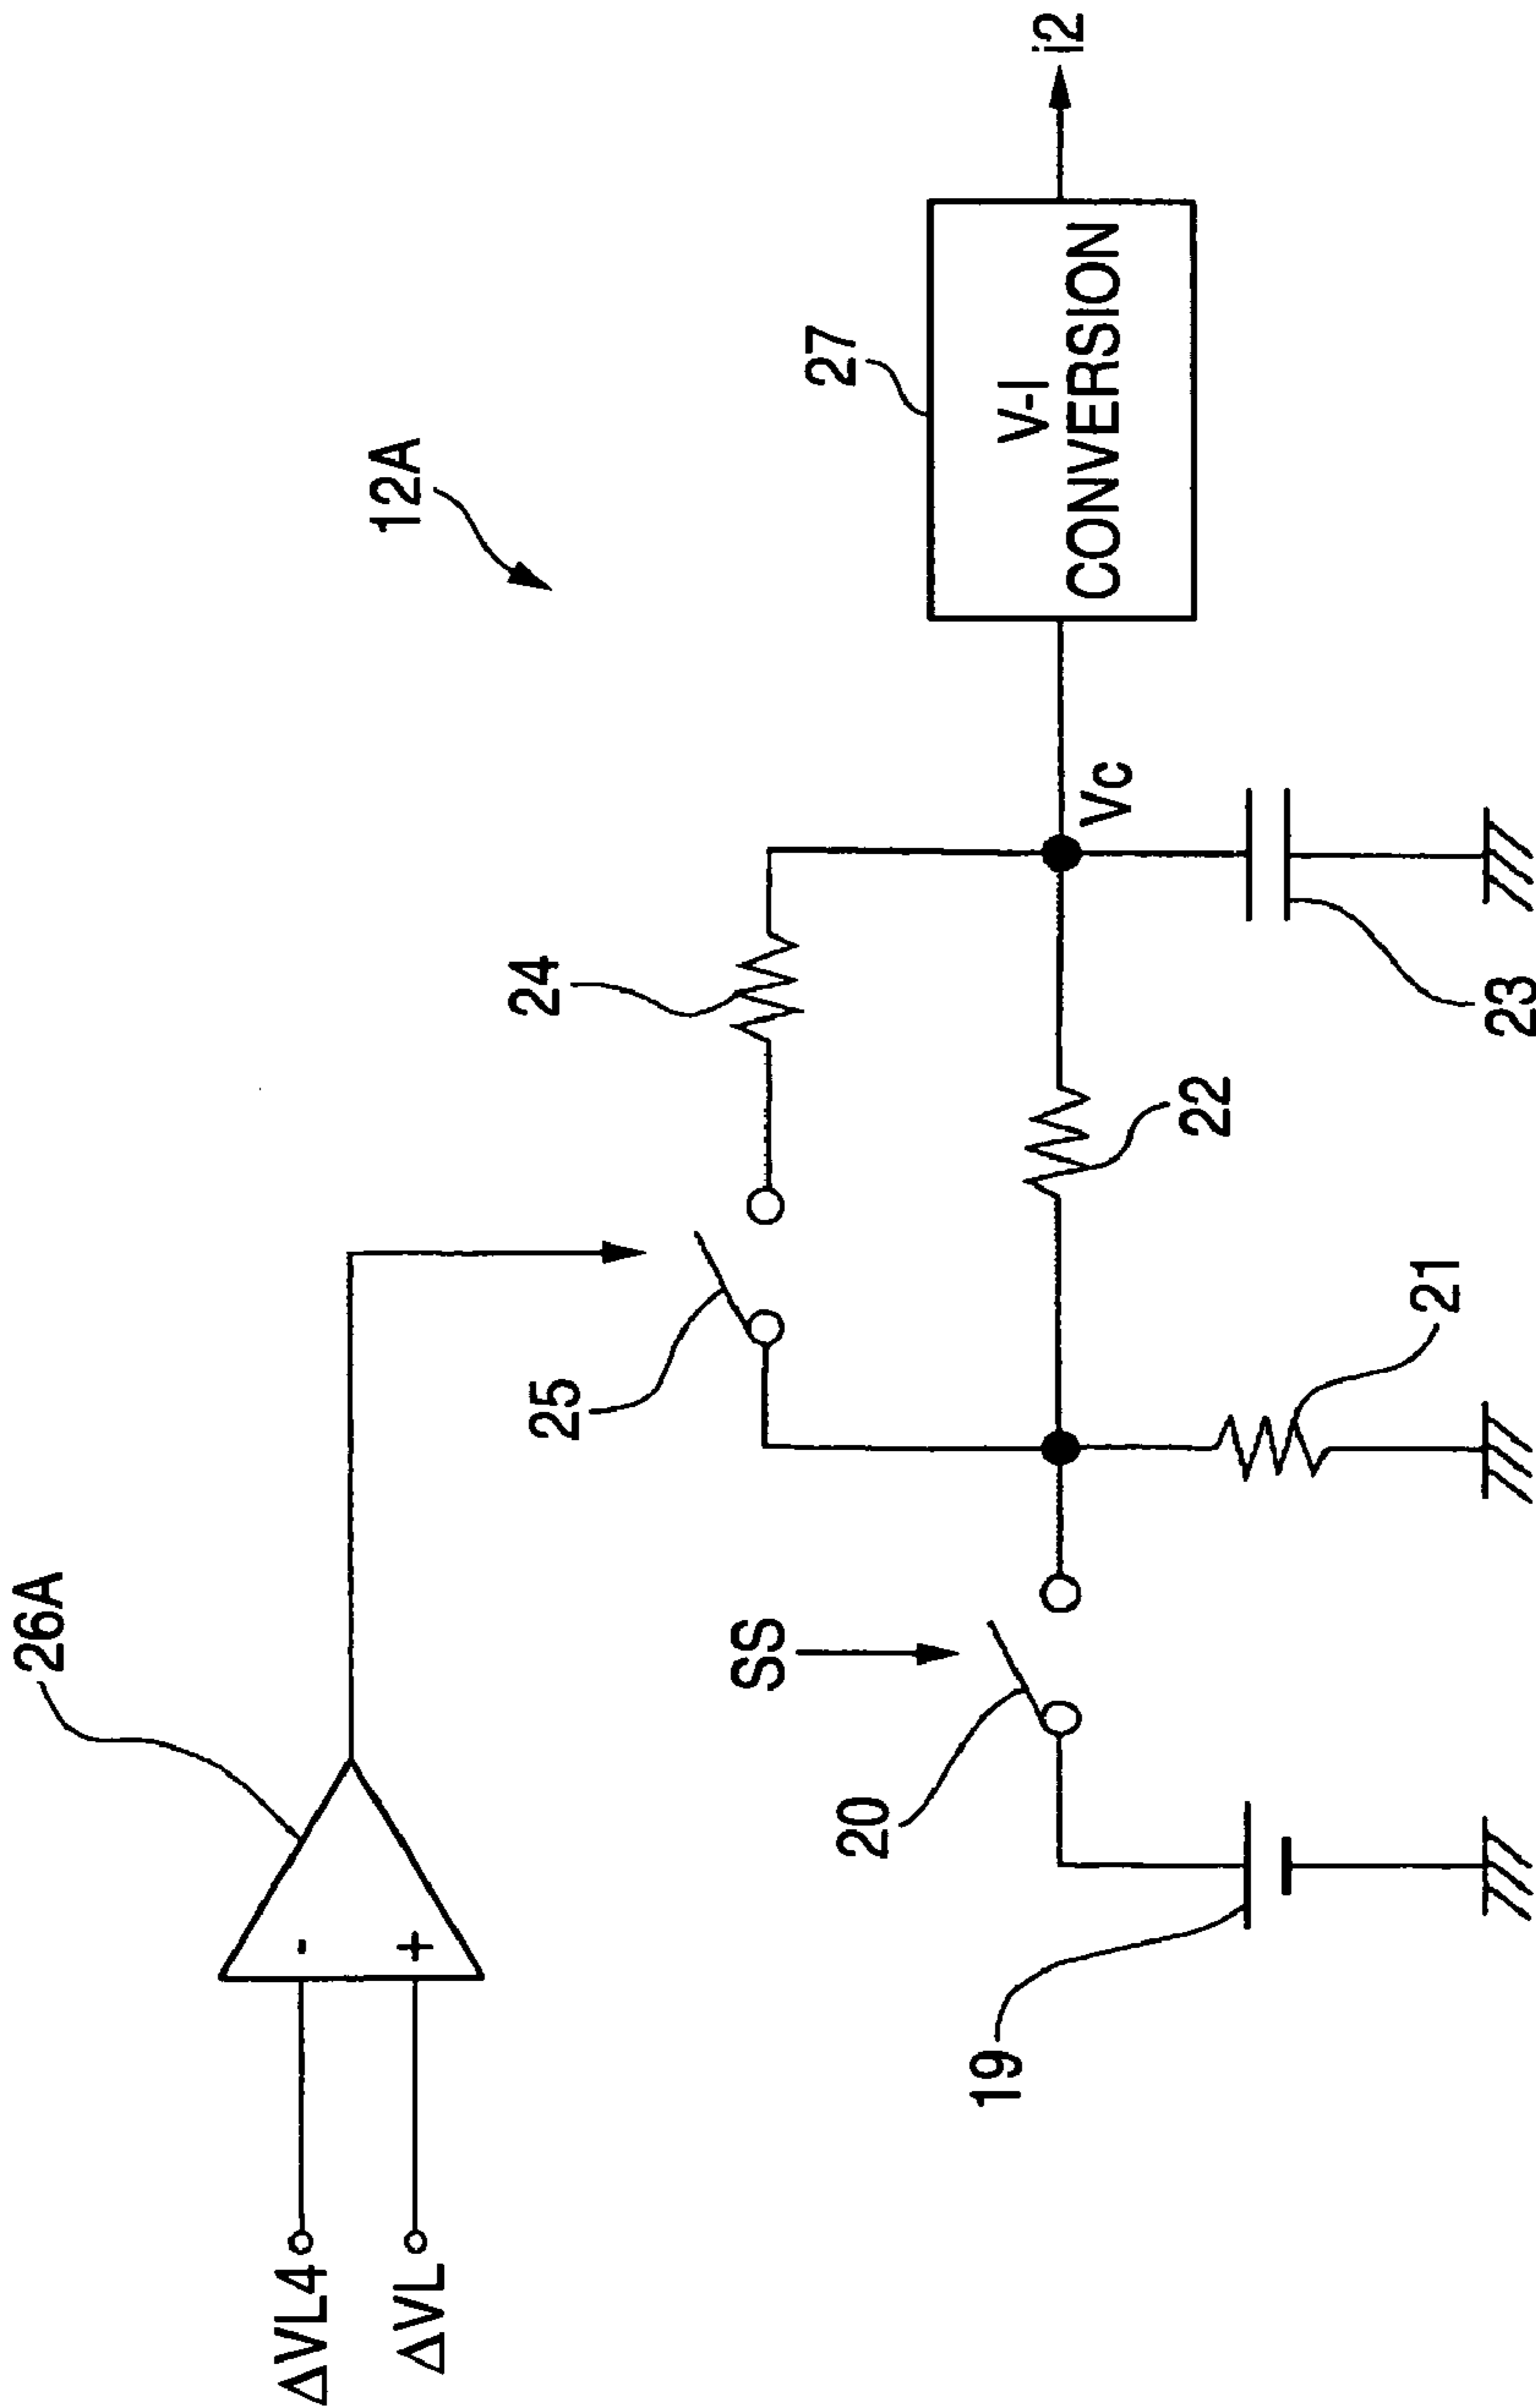 12A
26A
ΔVL4
-
ΔVL
+
25
24
27
SS
20
V-I
CONVERSION
i2
Vc
19
22
21
23